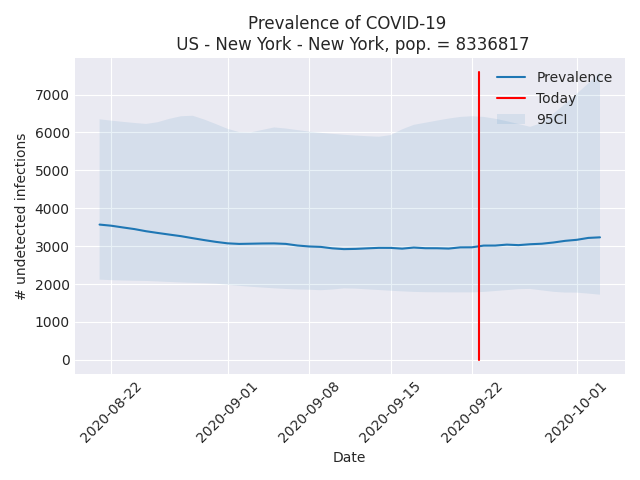 Prevalence of COVID-19
US - New York - New York, pop. = 8336817
Prevalence
Today
95CI
7000
6000
5000
4000
3000
2000
1000
0
# undetected infections
2020-08-22
2020-09-01
2020-09-08
2020-09-15
2020-09-22
2020-10-01
Date